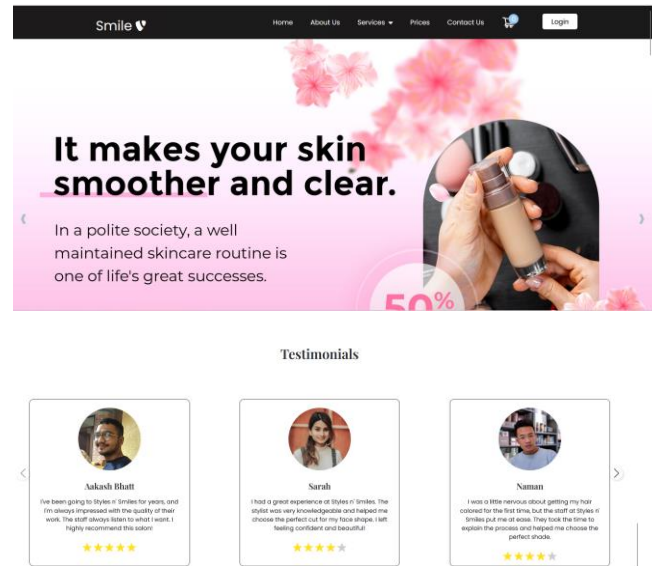 Smile
Home About Us Services Prices Contact Us 0 Login
It makes your skin
smoother and clear.
In a polite society, a well
maintained skincare routine is
one of life's great successes.
50%
Testimonials
Aakash Bhatt
I've been going to Styles n' Smiles for years, and
I'm always impressed with the quality of their
work. The staff always listen to what I want. I
highly recommend this salon!
Sarah
I had a great experience at Styles n' Smiles. The
stylist was very knowledgeable and helped me
choose the perfect cut for my face shape. I left
feeling confident and beautiful!
Naman
I was a little nervous about getting my hair
colored for the first time, but the staff at Styles n'
Smiles put me at ease. They took the time to
explain the process and helped me choose the
perfect shade.